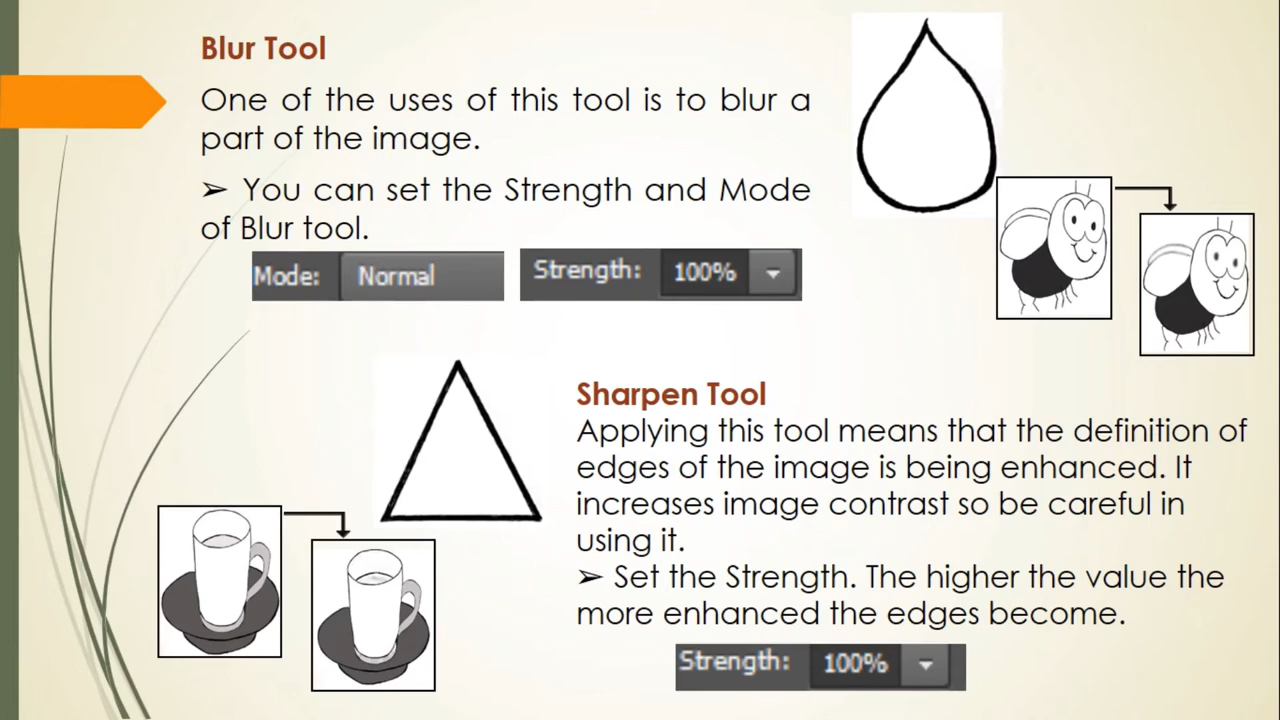 Blur Tool
One of the uses of this tool is to blur a
part of the image.
➢ You can set the Strength and Mode
of Blur tool.
Mode: Normal
Strength: 100%
Sharpen Tool
Applying this tool means that the definition of
edges of the image is being enhanced. It
increases image contrast so be careful in
using it.
➢ Set the Strength. The higher the value the
more enhanced the edges become.
Strength: 100%